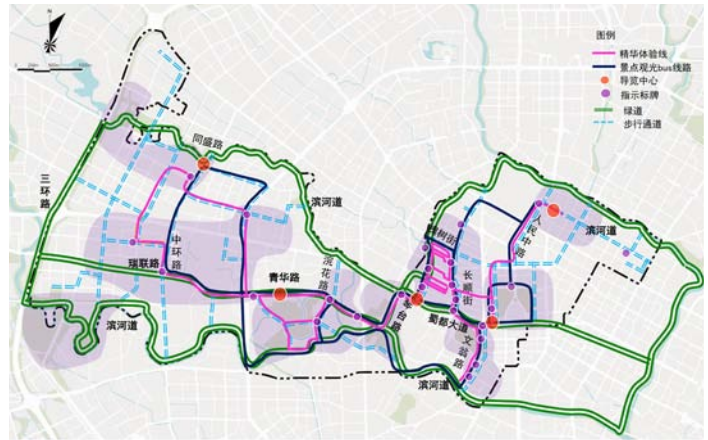 N
图例
精华体验线
景点观光bus线路
导览中心
指示标牌
绿道
步行通道
同盛路
三环路
滨河道
中环路
瑞联路
青华路
浣花路
滨河道
琴台路
蜀都大道
长顺街
文翁路
人民中路
滨河道
滨河道